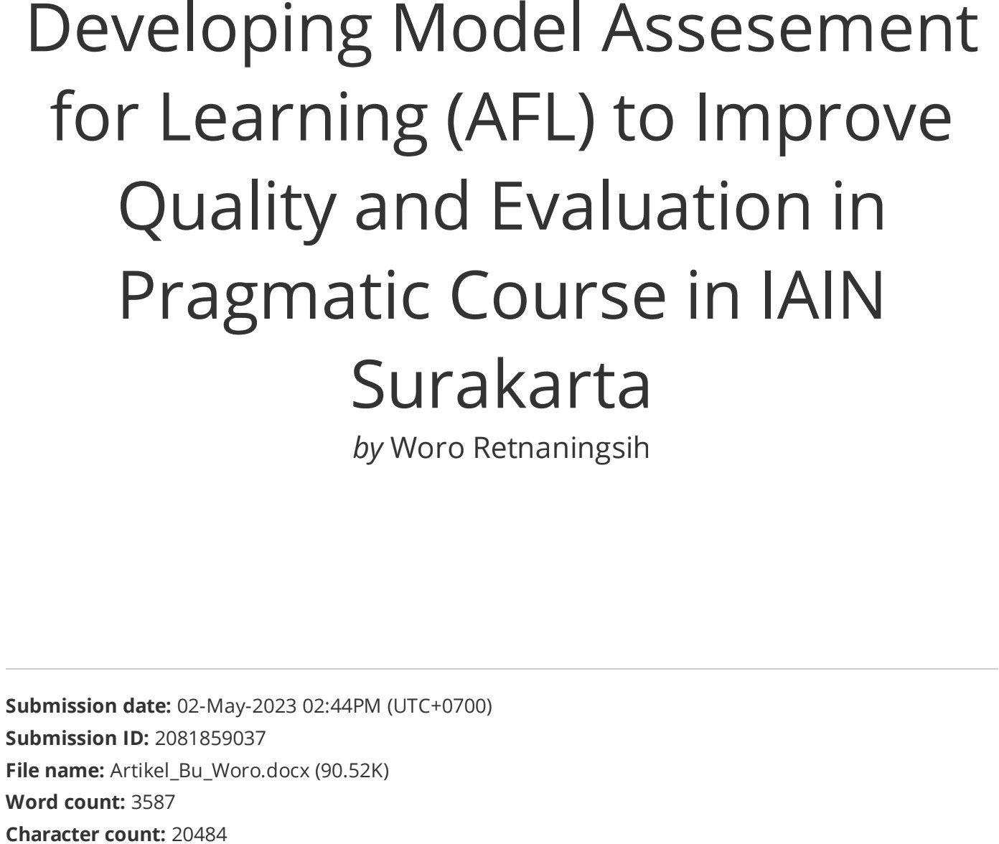 Developing Model Assesement
for Learning (AFL) to Improve
Quality and Evaluation in
Pragmatic Course in IAIN
Surakarta
by Woro Retnaningsih
Submission date: 02-May-2023 02:44PM (UTC+0700)
Submission ID: 2081859037
File name: Artikel_Bu_Woro.docx (90.52K)
Word count: 3587
Character count: 20484